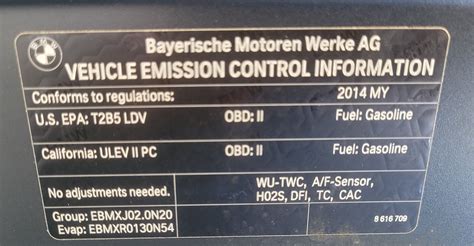 BMW
Bayerische Motoren Werke AG
VEHICLE EMISSION CONTROL INFORMATION
Conforms to regulations: 2014 MY
U.S. EPA: T2B5 LDV OBD: II Fuel: Gasoline
California: ULEV II PC OBD: II Fuel: Gasoline
No adjustments needed.
WU-TWC, A/F-Sensor,
HO2S, DFI, TC, CAC
Group: EBMXJ02.0N20
Evap: EBMXR0130N54
8 616 709